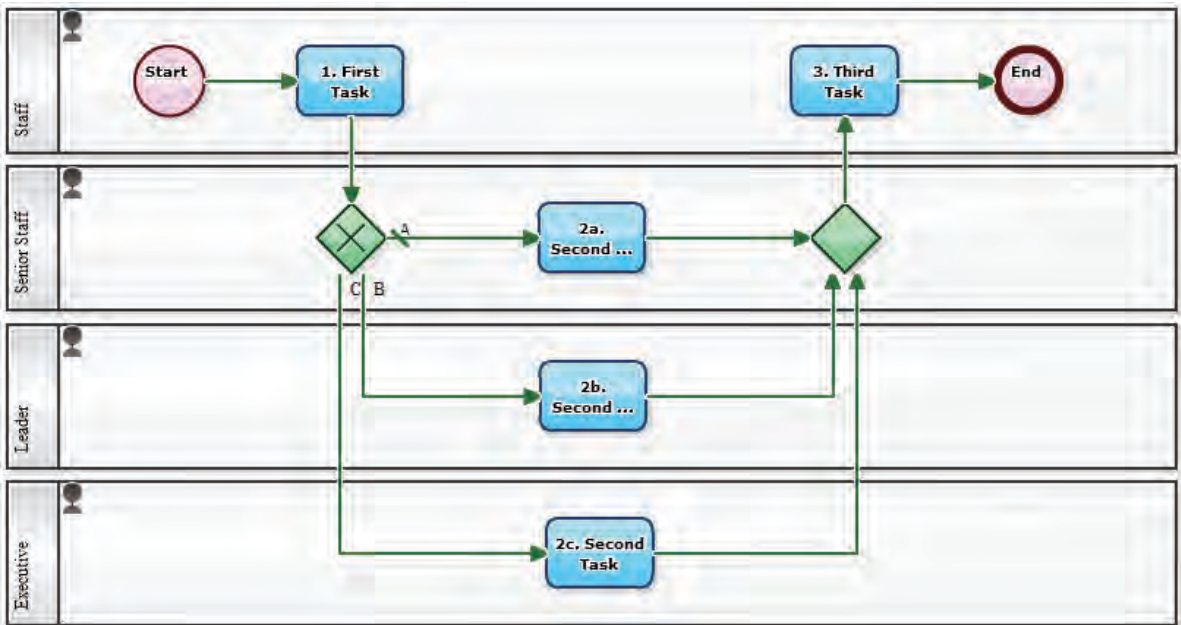 Staff
Start
1. First
Task
3. Third
Task
End
Senior Staff
A
2a.
Second ...
C B
Leader
2b.
Second ...
Executive
2c. Second
Task